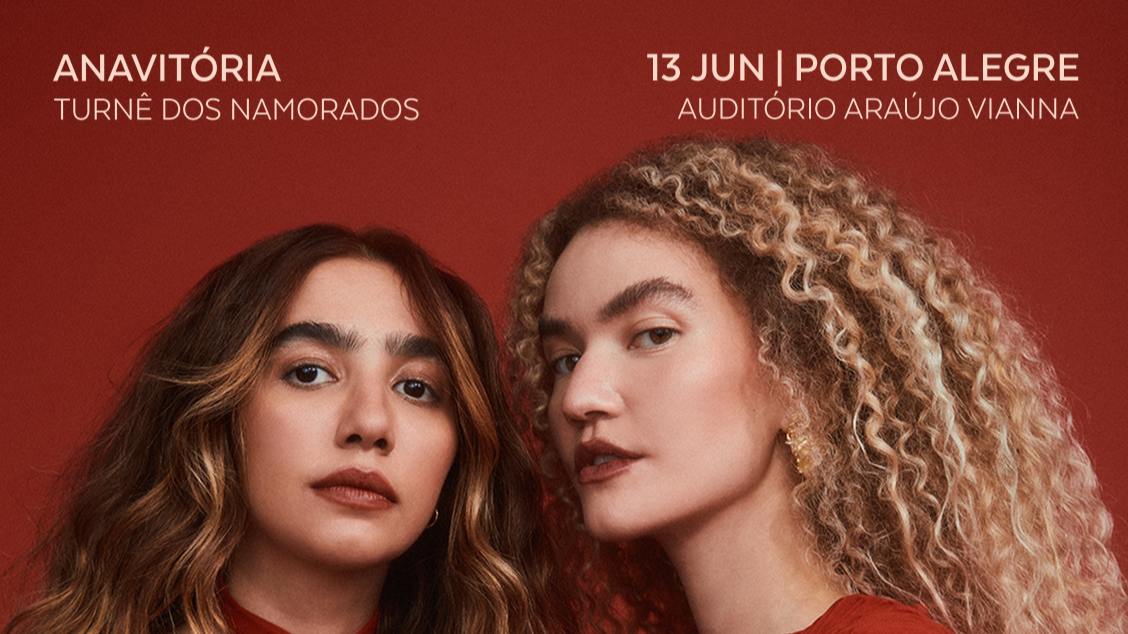 ANAVITÓRIA
TURNÊ DOS NAMORADOS
13 JUN | PORTO ALEGRE
AUDITÓRIO ARAÚJO VIANNA